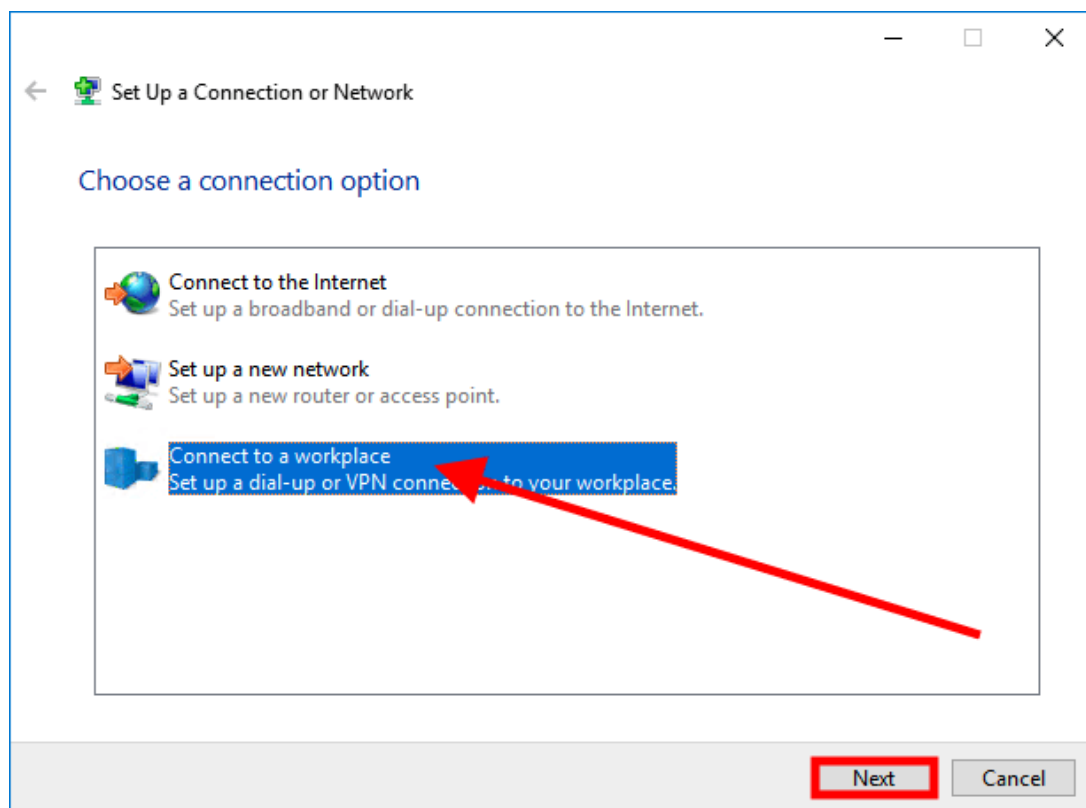 Set Up a Connection or Network
Choose a connection option
Connect to the Internet
Set up a broadband or dial-up connection to the Internet.
Set up a new network
Set up a new router or access point.
Connect to a workplace
Set up a dial-up or VPN connection to your workplace.
Next
Cancel